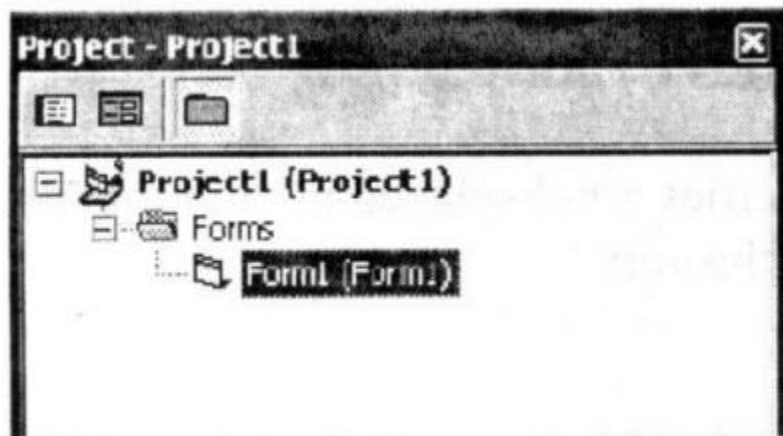 Project - Project1
Project1 (Project1)
Forms
Form1 (Form1)